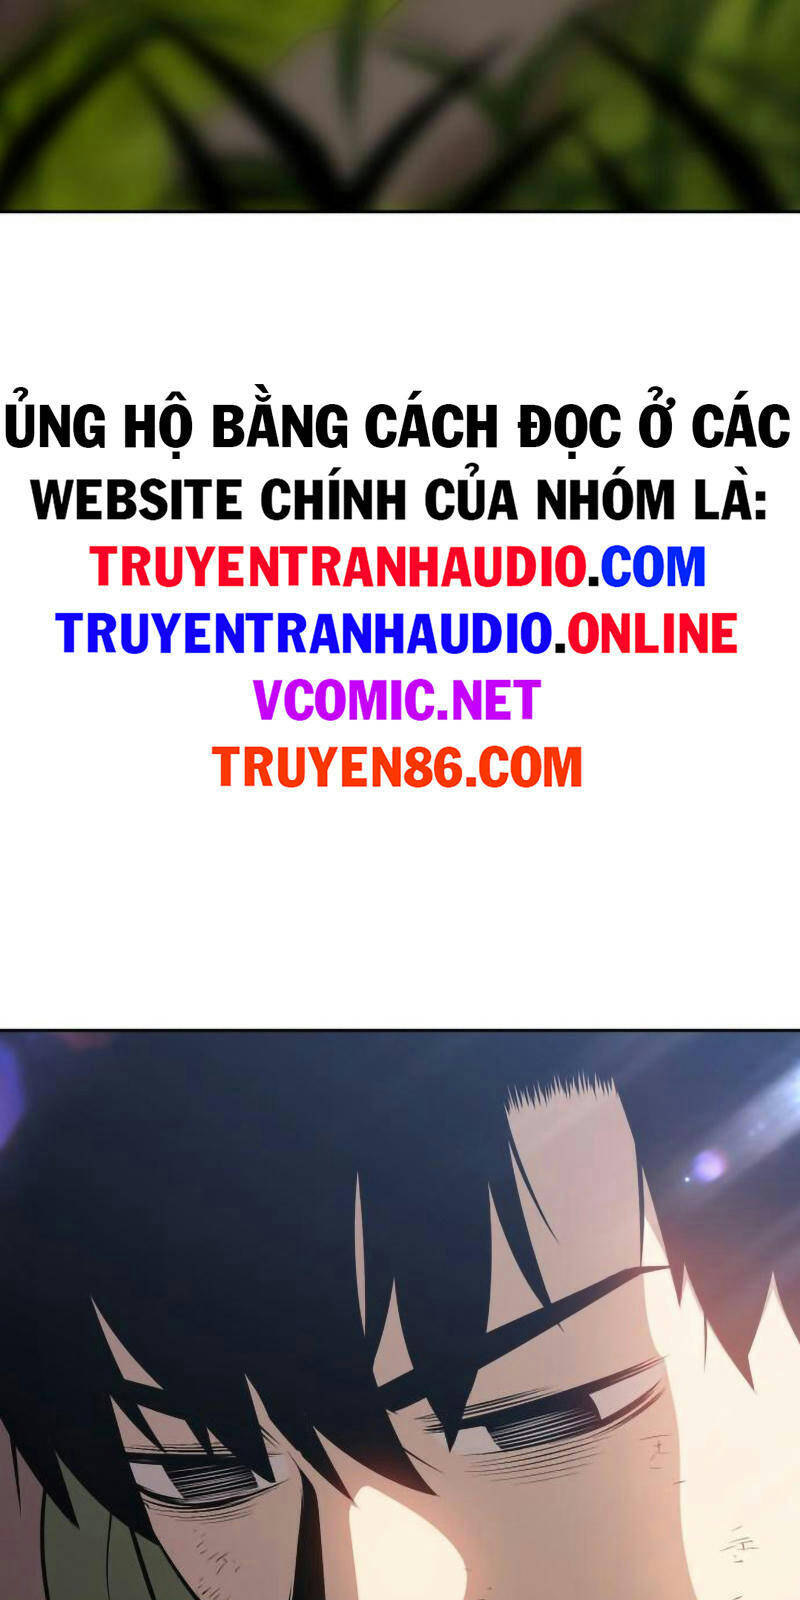 ỦNG HỘ BẰNG CÁCH ĐỌC Ở CÁC
WEBSITE CHÍNH CỦA NHÓM LÀ:
TRUYENTRANHAUDIO.COM
TRUYENTRANHAUDIO.ONLINE
VCOMIC.NET
TRUYEN86.COM